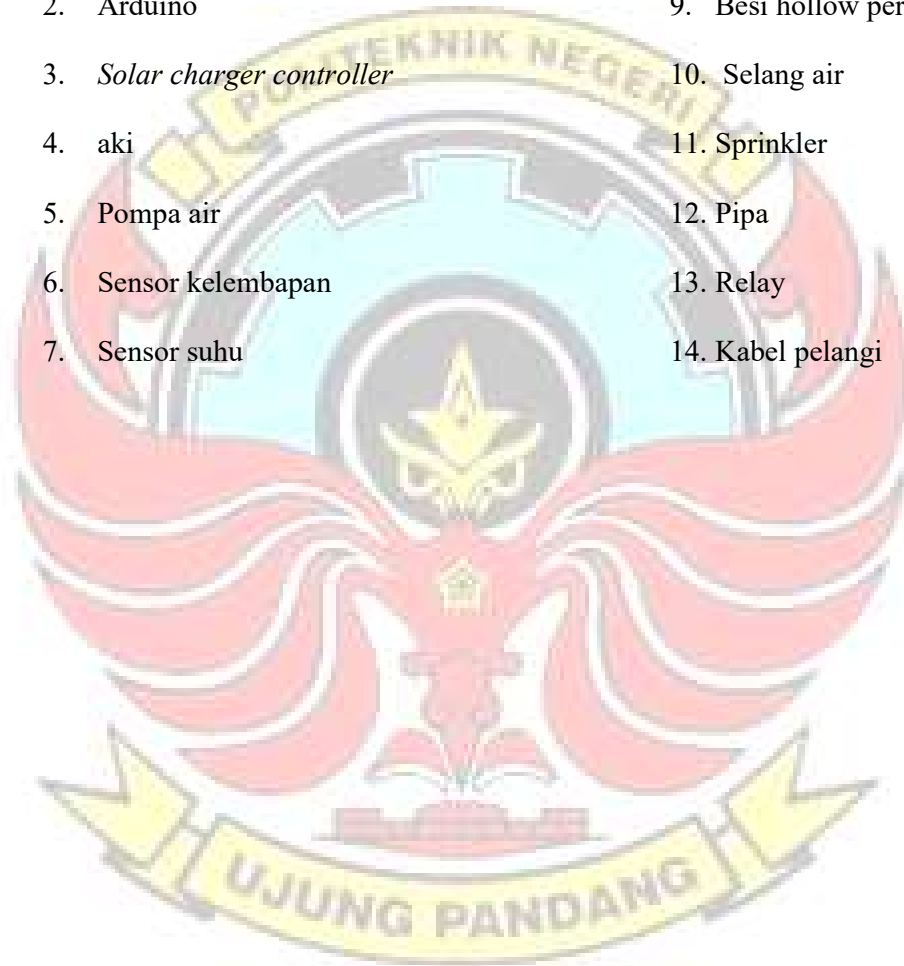 2. Arduino
3. Solar charger controller
4. aki
5. Pompa air
6. Sensor kelembapan
7. Sensor suhu
9. Besi hollow per
10. Selang air
11. Sprinkler
12. Pipa
13. Relay
14. Kabel pelangi
POLITEKNIK NEGERI
UJUNG PANDANG